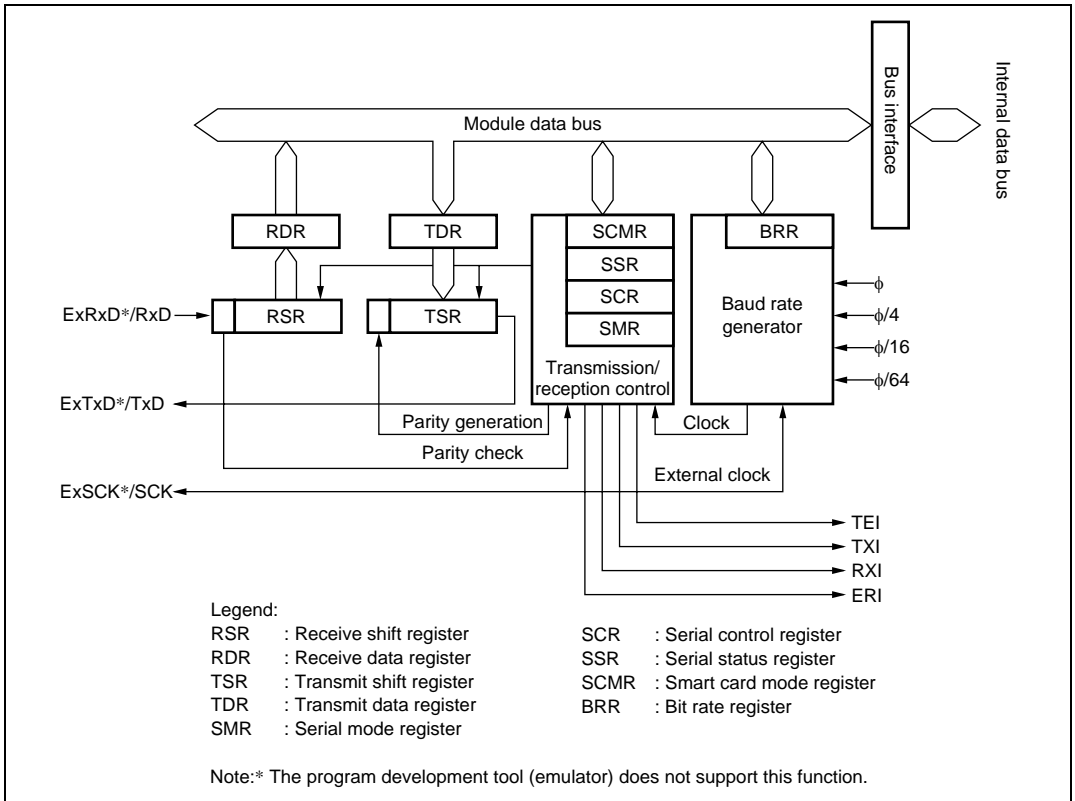 Module data bus
Bus interface
Internal data bus
RDR
TDR
SCMR
BRR
SSR
SCR
SMR
Transmission/
reception control
Baud rate
generator
ExRxD*/RxD
RSR
TSR
ϕ
ϕ/4
ϕ/16
ϕ/64
ExTxD*/TxD
Parity generation
Clock
Parity check
External clock
ExSCK*/SCK
TEI
TXI
RXI
ERI
Legend:
RSR : Receive shift register
RDR : Receive data register
TSR : Transmit shift register
TDR : Transmit data register
SMR : Serial mode register
SCR : Serial control register
SSR : Serial status register
SCMR : Smart card mode register
BRR : Bit rate register
Note:* The program development tool (emulator) does not support this function.